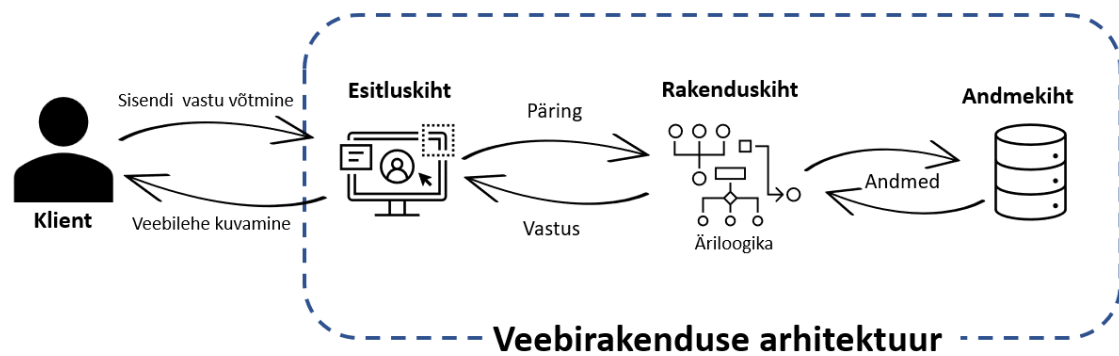 Klient
Sisendi vastu võtmine
Veebilehe kuvamine
Esitluskiht
Päring
Vastus
Rakenduskiht
Äriloogika
Andmed
Andmekiht
Veebirakenduse arhitektuur